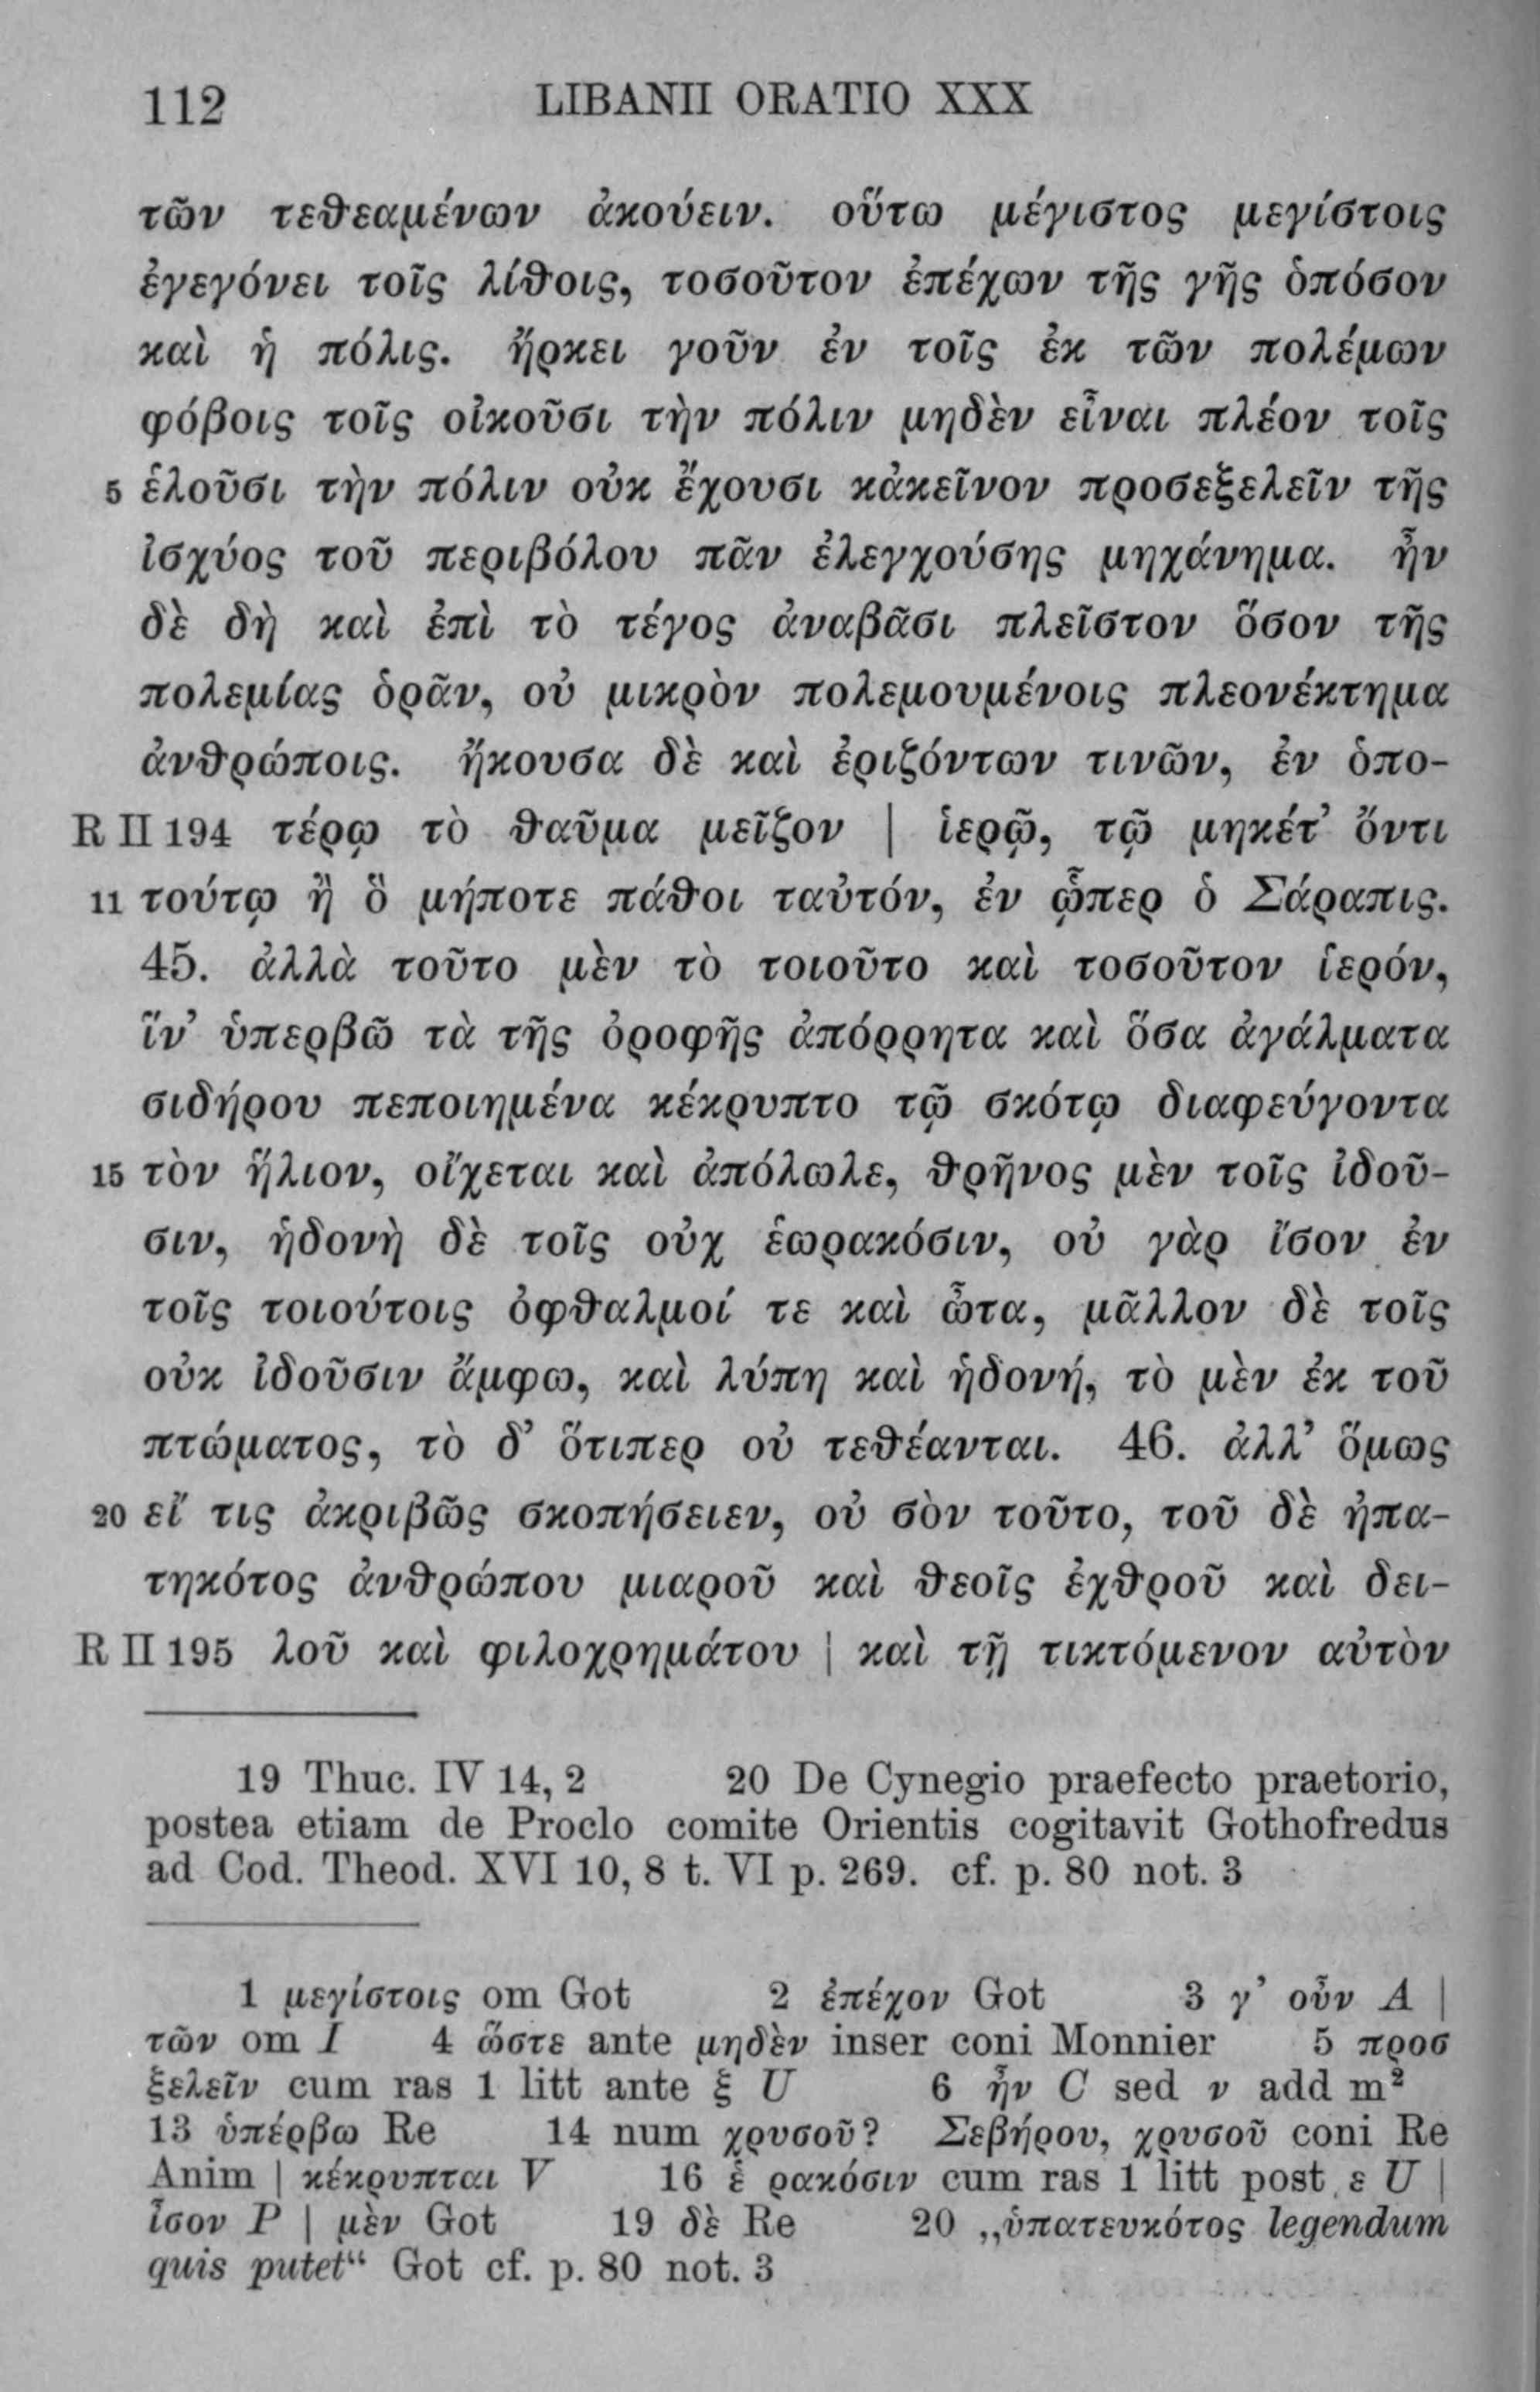 112 LIBANII ORATIO XXX
τῶν τεθεαμένων ἀκούειν. οὕτω μέγιστος μεγίστοις
ἐγεγόνει τοῖς λίθοις, τοσοῦτον ἐπέχων τῆς γῆς ὁπόσον
καὶ ἡ πόλις. ἤρκει γοῦν ἐν τοῖς ἐκ τῶν πολέμων
φόβοις τοῖς οἰκοῦσι τὴν πόλιν μηδὲν εἶναι πλέον τοῖς
5 ἑλοῦσι τὴν πόλιν οὐκ ἔχουσι κἀκεῖνον προσεξελεῖν τῆς
ἰσχύος τοῦ περιβόλου πᾶν ἐλεγχούσης μηχάνημα. ἦν
δὲ δὴ καὶ ἐπὶ τὸ τέγος ἀναβᾶσι πλεῖστον ὅσον τῆς
πολεμίας ὁρᾶν, οὐ μικρὸν πολεμουμένοις πλεονέκτημα
ἀνθρώποις. ἤκουσα δὲ καὶ ἐριζόντων τινῶν, ἐν ὁπο-
R II 194 τέρῳ τὸ θαῦμα μεῖζον | ἱερῷ, τῷ μηκέτ’ ὄντι
11 τούτῳ ἢ ὃ μήποτε πάθοι ταὐτόν, ἐν ᾧπερ ὁ Σάραπις.
45. ἀλλὰ τοῦτο μὲν τὸ τοιοῦτο καὶ τοσοῦτον ἱερόν,
ἵν’ ὑπερβῶ τὰ τῆς ὀροφῆς ἀπόρρητα καὶ ὅσα ἀγάλματα
σιδήρου πεποιημένα κέκρυπτο τῷ σκότῳ διαφεύγοντα
15 τὸν ἥλιον, οἴχεται καὶ ἀπόλωλε, θρῆνος μὲν τοῖς ἰδοῦ-
σιν, ἡδονὴ δὲ τοῖς οὐχ ἑωρακόσιν, οὐ γὰρ ἴσον ἐν
τοῖς τοιούτοις ὀφθαλμοί τε καὶ ὦτα, μᾶλλον δὲ τοῖς
οὐκ ἰδοῦσιν ἄμφω, καὶ λύπη καὶ ἡδονή, τὸ μὲν ἐκ τοῦ
πτώματος, τὸ δ’ ὅτιπερ οὐ τεθέανται. 46. ἀλλ’ ὅμως
20 εἴ τις ἀκριβῶς σκοπήσειεν, οὐ σὸν τοῦτο, τοῦ δὲ ἠπα-
τηκότος ἀνθρώπου μιαροῦ καὶ θεοῖς ἐχθροῦ καὶ δει-
R II 195 λοῦ καὶ φιλοχρημάτου | καὶ τῇ τικτόμενον αὐτὸν
19 Thuc. IV 14, 2 20 De Cynegio praefecto praetorio,
postea etiam de Proclo comite Orientis cogitavit Gothofredus
ad Cod. Theod. XVI 10, 8 t. VI p. 269. cf. p. 80 not. 3
1 μεγίστοις om Got 2 ἐπέχον Got 3 γ’ οὖν A |
τῶν om I 4 ὥστε ante μηδὲν inser coni Monnier 5 προσ
ξελεῖν cum ras 1 litt ante ξ U 6 ἦν C sed ν add m²
13 ὑπέρβω Re 14 num χρυσοῦ? Σεβήρου, χρυσοῦ coni Re
Anim | κέκρυπται V 16 ἑ ρακόσιν cum ras 1 litt post ε U |
ἶσον P | μὲν Got 19 δὲ Re 20 „ὑπατευκότος legendum
quis putet“ Got cf. p. 80 not. 3